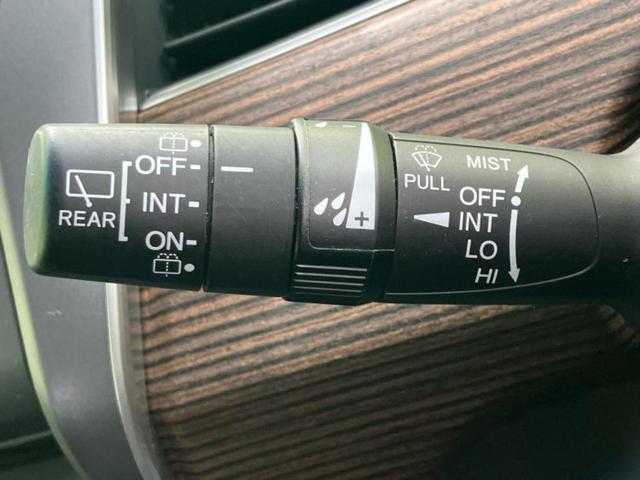 REAR
OFF
INT
ON
- +
PULL
MIST
OFF
INT
LO
HI